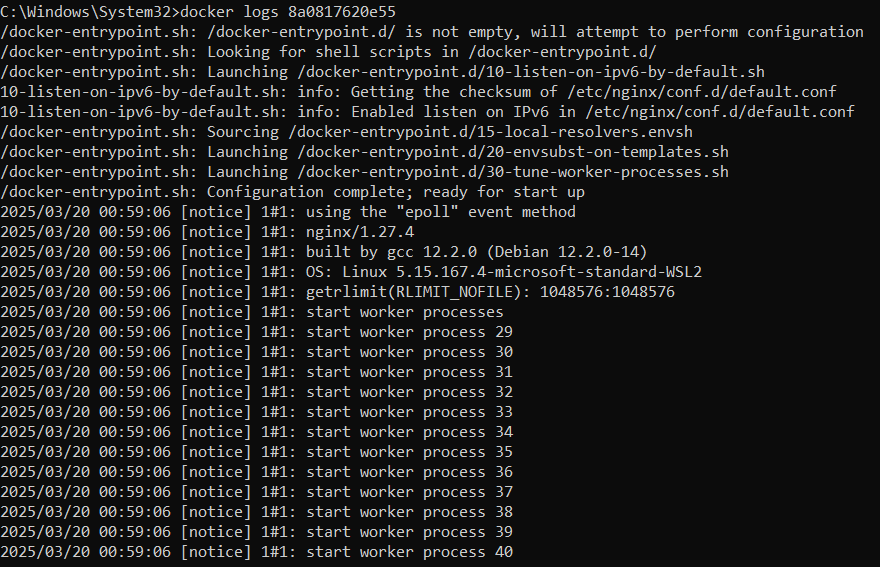 C:\Windows\System32>docker logs 8a0817620e55
/docker-entrypoint.sh: /docker-entrypoint.d/ is not empty, will attempt to perform configuration
/docker-entrypoint.sh: Looking for shell scripts in /docker-entrypoint.d/
/docker-entrypoint.sh: Launching /docker-entrypoint.d/10-listen-on-ipv6-by-default.sh
10-listen-on-ipv6-by-default.sh: info: Getting the checksum of /etc/nginx/conf.d/default.conf
10-listen-on-ipv6-by-default.sh: info: Enabled listen on IPv6 in /etc/nginx/conf.d/default.conf
/docker-entrypoint.sh: Sourcing /docker-entrypoint.d/15-local-resolvers.envsh
/docker-entrypoint.sh: Launching /docker-entrypoint.d/20-envsubst-on-templates.sh
/docker-entrypoint.sh: Launching /docker-entrypoint.d/30-tune-worker-processes.sh
/docker-entrypoint.sh: Configuration complete; ready for start up
2025/03/20 00:59:06 [notice] 1#1: using the "epoll" event method
2025/03/20 00:59:06 [notice] 1#1: nginx/1.27.4
2025/03/20 00:59:06 [notice] 1#1: built by gcc 12.2.0 (Debian 12.2.0-14)
2025/03/20 00:59:06 [notice] 1#1: OS: Linux 5.15.167.4-microsoft-standard-WSL2
2025/03/20 00:59:06 [notice] 1#1: getrlimit(RLIMIT_NOFILE): 1048576:1048576
2025/03/20 00:59:06 [notice] 1#1: start worker processes
2025/03/20 00:59:06 [notice] 1#1: start worker process 29
2025/03/20 00:59:06 [notice] 1#1: start worker process 30
2025/03/20 00:59:06 [notice] 1#1: start worker process 31
2025/03/20 00:59:06 [notice] 1#1: start worker process 32
2025/03/20 00:59:06 [notice] 1#1: start worker process 33
2025/03/20 00:59:06 [notice] 1#1: start worker process 34
2025/03/20 00:59:06 [notice] 1#1: start worker process 35
2025/03/20 00:59:06 [notice] 1#1: start worker process 36
2025/03/20 00:59:06 [notice] 1#1: start worker process 37
2025/03/20 00:59:06 [notice] 1#1: start worker process 38
2025/03/20 00:59:06 [notice] 1#1: start worker process 39
2025/03/20 00:59:06 [notice] 1#1: start worker process 40